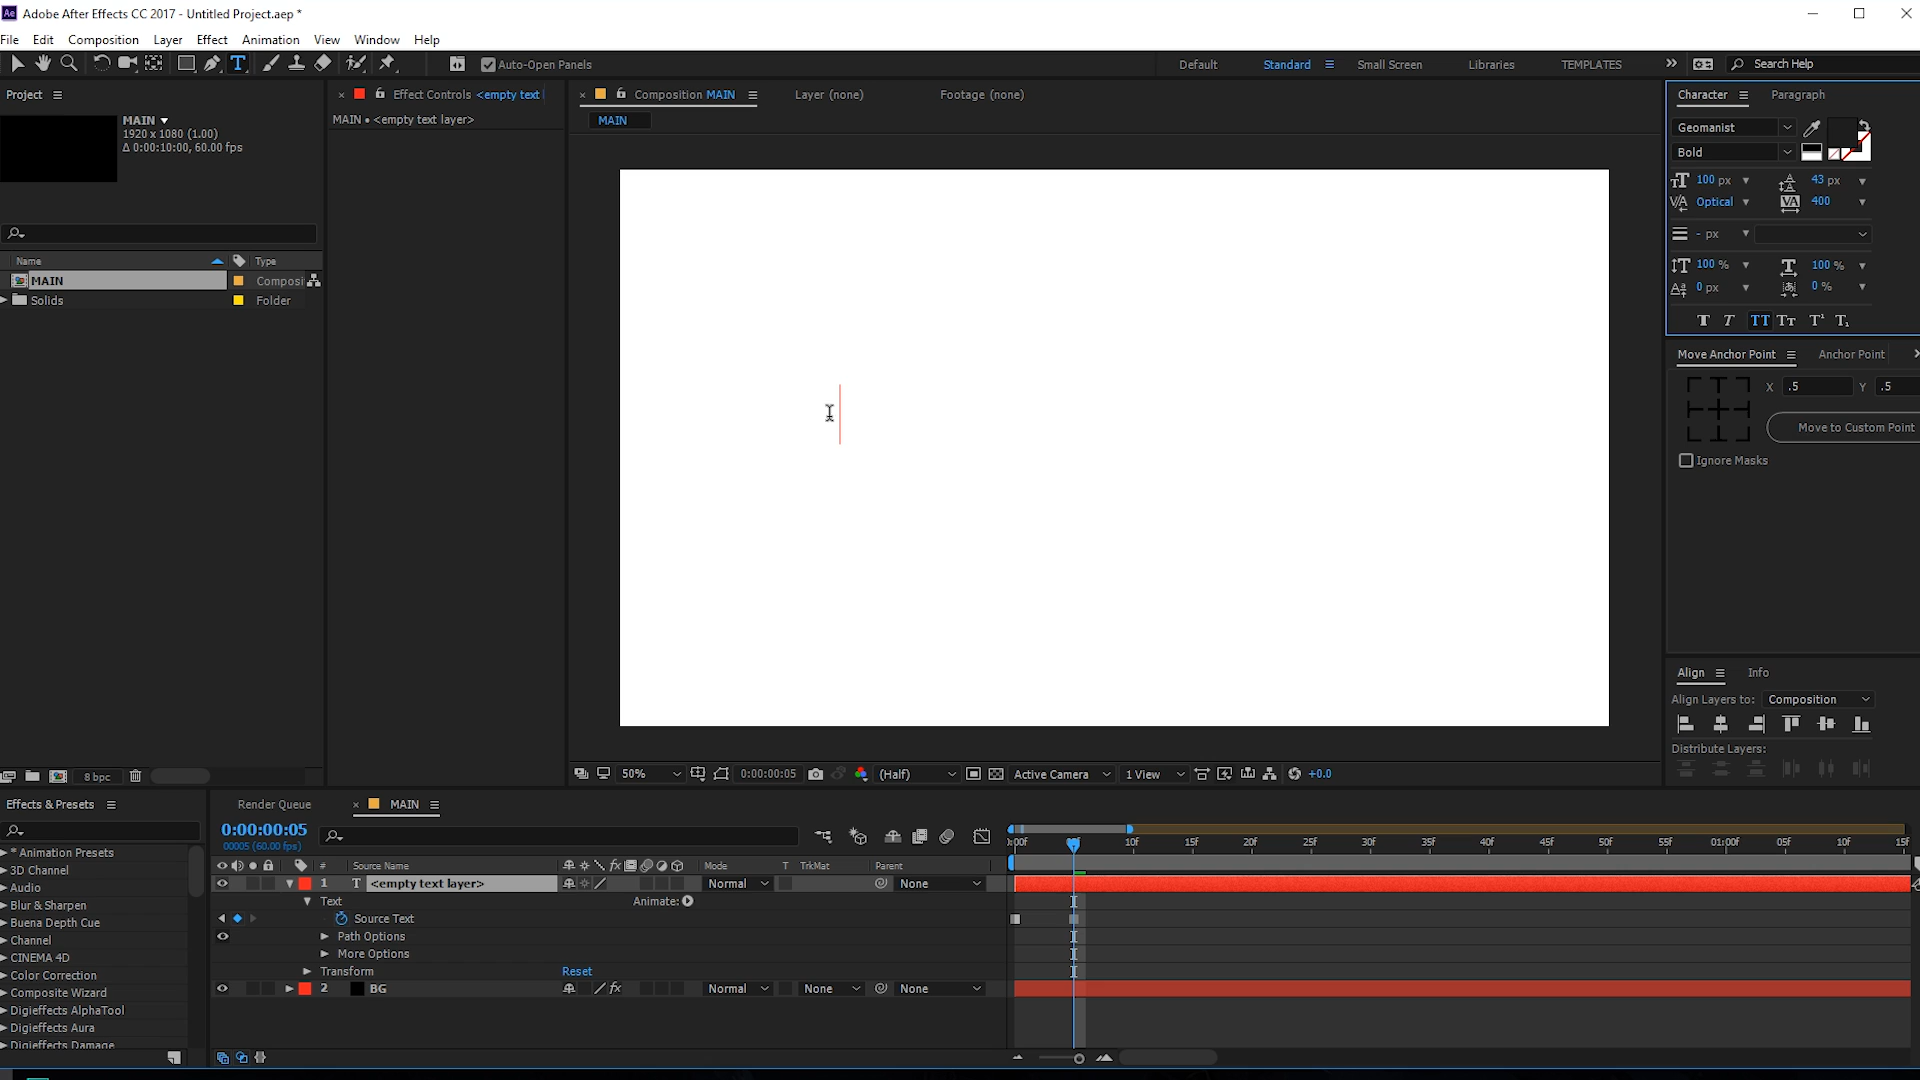 Ae Adobe After Effects CC 2017 - Untitled Project.aep *
File Edit Composition Layer Effect Animation View Window Help
Auto-Open Panels Default Standard Small Screen Libraries TEMPLATES Search Help
Project
MAIN
1920 x 1080 (1.00)
Δ 0:00:10:00, 60.00 fps
Name Type
MAIN Composi
Solids Folder
8 bpc
Effect Controls <empty text
MAIN • <empty text layer>
Composition MAIN Layer (none) Footage (none)
MAIN
50% 0:00:00:05 (Half) Active Camera 1 View +0.0
Character Paragraph
Geomanist
Bold
100 px 43 px
Optical 400
- px
100 % 100 %
0 px 0 %
T T TT Tт T¹ T₁
Move Anchor Point Anchor Point
X .5 Y .5
Move to Custom Point
Ignore Masks
Align Info
Align Layers to: Composition
Distribute Layers:
Effects & Presets
* Animation Presets
3D Channel
Audio
Blur & Sharpen
Buena Depth Cue
Channel
CINEMA 4D
Color Correction
Composite Wizard
Digieffects AlphaTool
Digieffects Aura
Digieffects Damage
Render Queue MAIN
0:00:00:05
00005 (60.00 fps)
# Source Name fx Mode T TrkMat Parent
1 T <empty text layer> Normal None
Text Animate:
Source Text
Path Options
More Options
Transform Reset
2 BG fx Normal None None
:00F 10F 15F 20F 25F 30F 35F 40F 45F 50F 55F 01:00F 05F 10F 15F